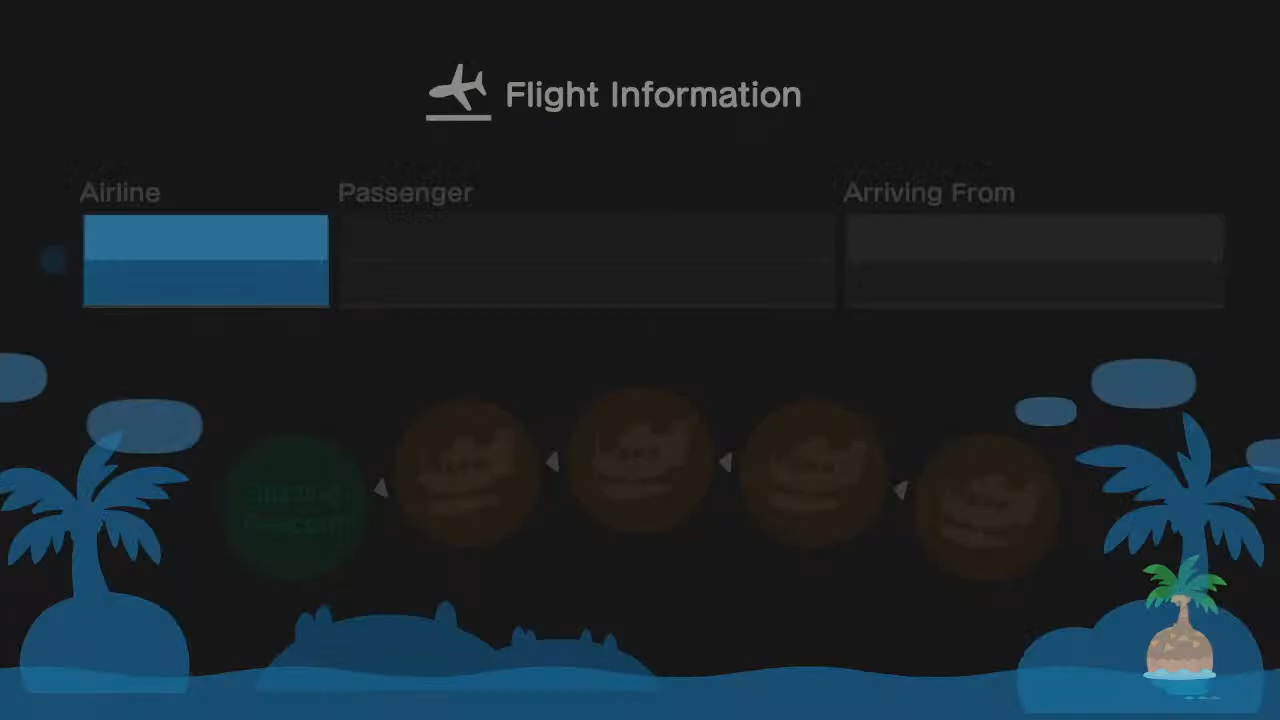 Flight Information
Airline
Passenger
Arriving From